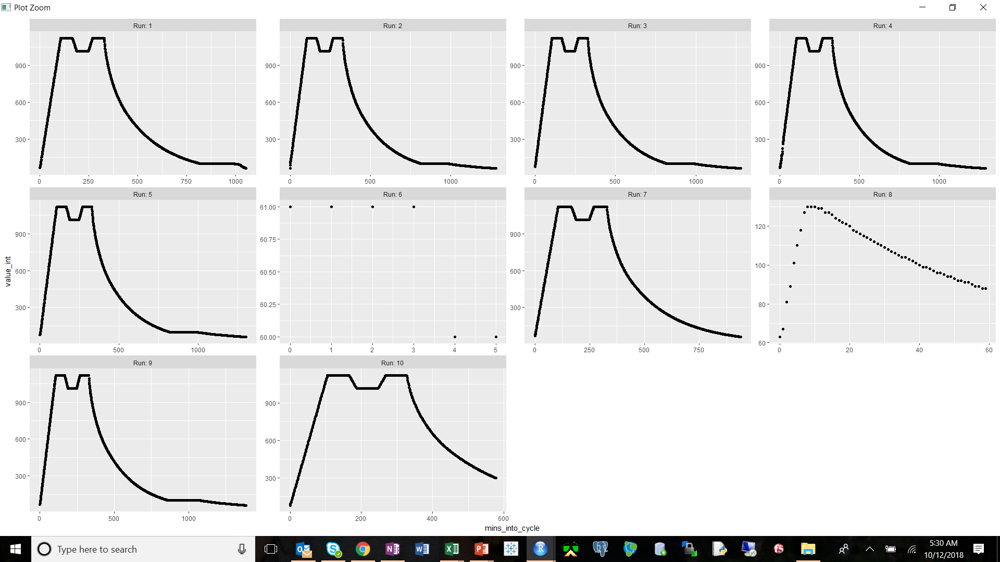 Plot Zoom
Run: 1
Run: 2
Run: 3
Run: 4
900
600
300
900
600
300
900
600
300
900
600
300
0 250 500 750 1000
0 500 1000
0 500 1000
0 500 1000
Run: 5
Run: 6
Run: 7
Run: 8
value_int
900
600
300
61.00
60.75
60.50
60.25
60.00
900
600
300
120
100
80
60
0 500 1000
0 1 2 3 4 5
0 250 500 750
0 20 40 60
Run: 9
Run: 10
900
600
300
900
600
300
0 500 1000
0 200 400 600
mins_into_cycle
Type here to search
5:30 AM
10/12/2018